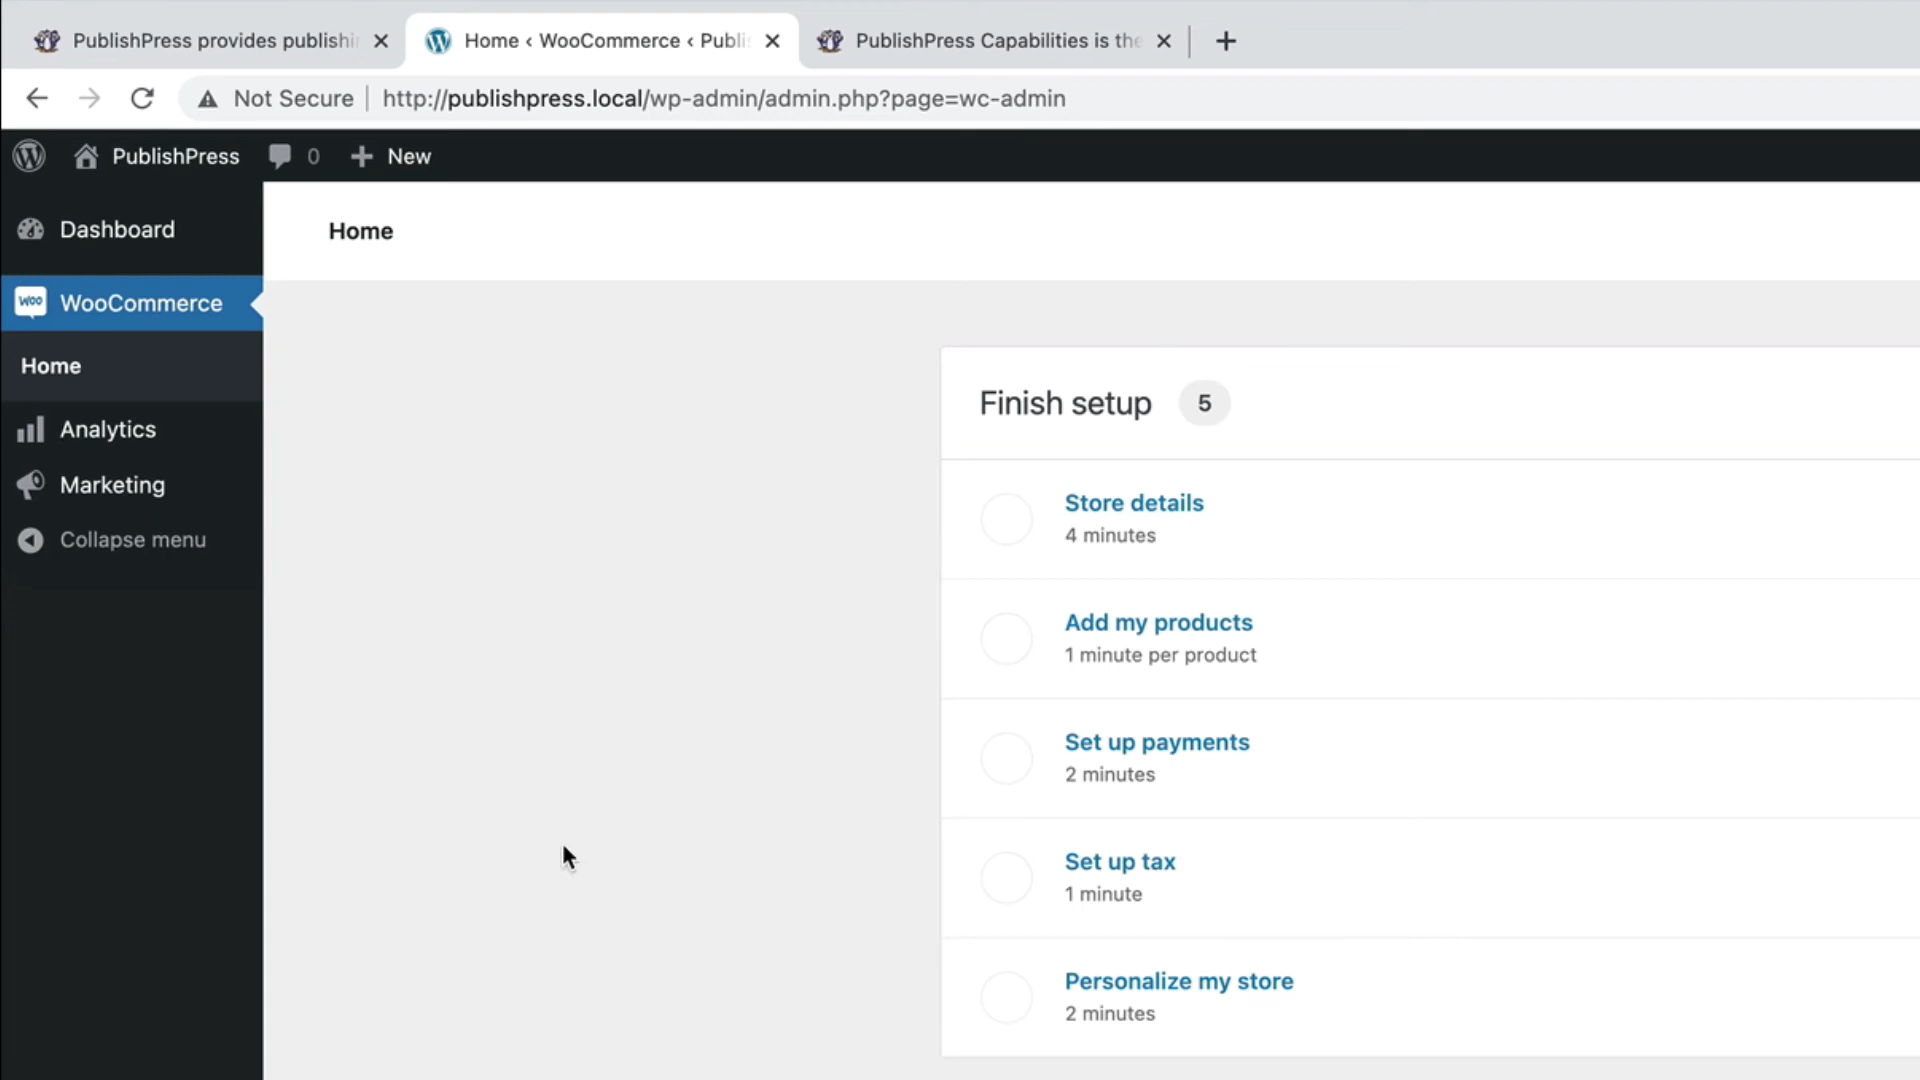 PublishPress provides publishi
Home ‹ WooCommerce ‹ Publi
PublishPress Capabilities is the
Not Secure
http://publishpress.local/wp-admin/admin.php?page=wc-admin
PublishPress
0
New
Dashboard
Home
woo
WooCommerce
Home
Analytics
Marketing
Collapse menu
Finish setup 5
Store details
4 minutes
Add my products
1 minute per product
Set up payments
2 minutes
Set up tax
1 minute
Personalize my store
2 minutes